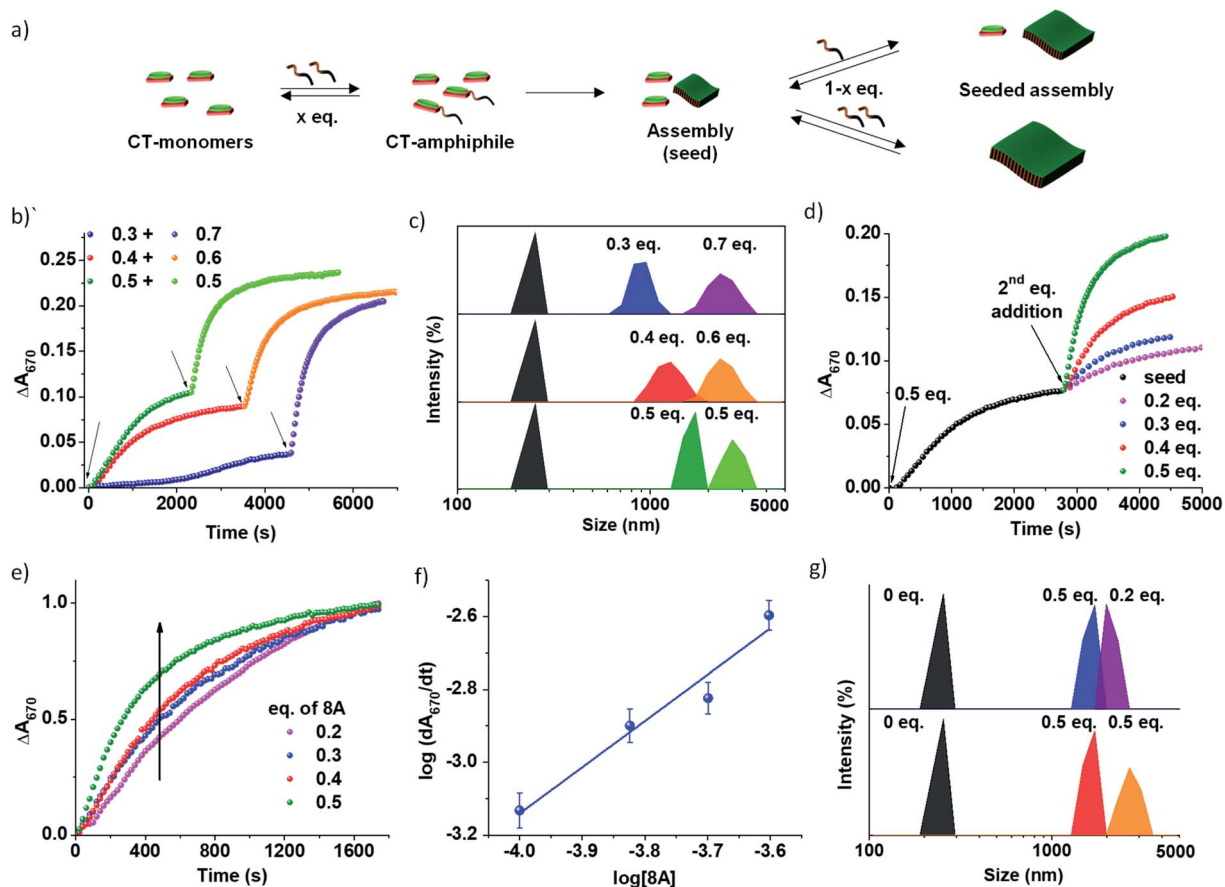 a)
x eq.
1-x eq.
CT-monomers
CT-amphiphile
Assembly
(seed)
Seeded assembly
b)`
0.3 + 0.7
0.4 + 0.6
0.5 + 0.5
0.25
0.20
0.15
0.10
0.05
0.00
ΔA670
0 2000 4000 6000
Time (s)
c)
0.3 eq. 0.7 eq.
0.4 eq. 0.6 eq.
0.5 eq. 0.5 eq.
Intensity (%)
100 1000 5000
Size (nm)
d)
0.20
0.15
0.10
0.05
0.00
ΔA670
2nd eq.
addition
0.5 eq.
seed
0.2 eq.
0.3 eq.
0.4 eq.
0.5 eq.
0 1000 2000 3000 4000 5000
Time (s)
e)
1.0
0.5
0.0
ΔA670
eq. of 8A
0.2
0.3
0.4
0.5
0 400 800 1200 1600
Time (s)
f)
-2.6
-2.8
-3.0
-3.2
log (dA670/dt)
-4.0 -3.9 -3.8 -3.7 -3.6
log[8A]
g)
0 eq. 0.5 eq. 0.2 eq.
0 eq. 0.5 eq. 0.5 eq.
Intensity (%)
100 1000 5000
Size (nm)